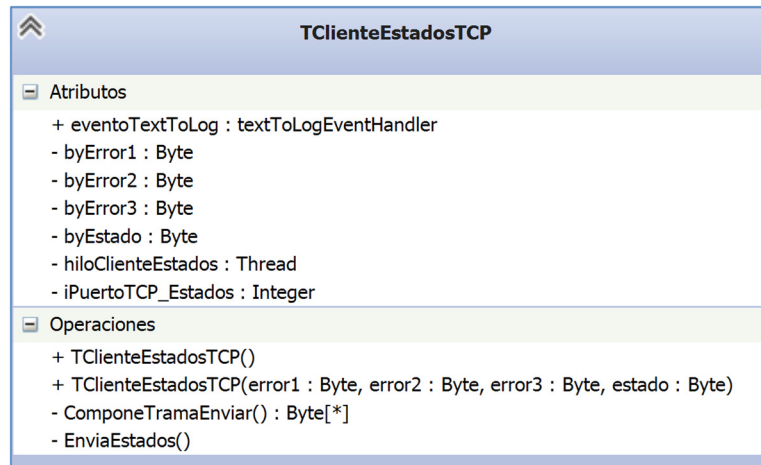 TClienteEstadosTCP
Atributos
+ eventoTextToLog : textToLogEventHandler
- byError1 : Byte
- byError2 : Byte
- byError3 : Byte
- byEstado : Byte
- hiloClienteEstados : Thread
- iPuertoTCP_Estados : Integer
Operaciones
+ TClienteEstadosTCP()
+ TClienteEstadosTCP(error1 : Byte, error2 : Byte, error3 : Byte, estado : Byte)
- ComponeTramaEnviar() : Byte[*]
- EnviaEstados()